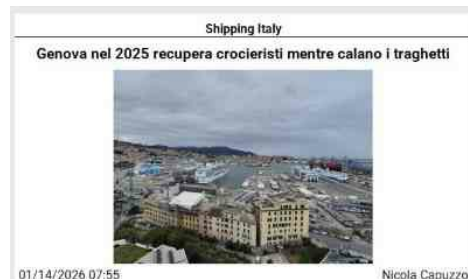 Shipping Italy
Genova nel 2025 recupera crocieristi mentre calano i traghetti
01/14/2026 07:55
Nicola Capuzzo